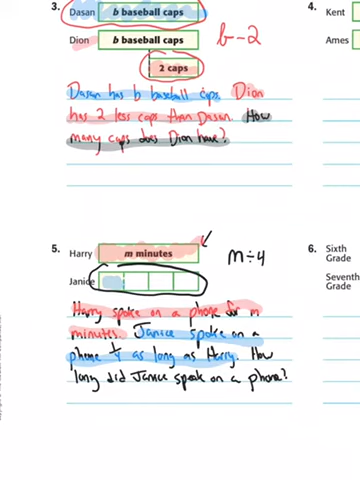 3.
4.
Dasan b baseball caps
Kent
Dion b baseball caps
b-2
Ames
2 caps
Dasan has b baseball caps. Dion
has 2 less caps than Dasan. How
many caps does Dion have?
5.
6.
Harry m minutes
m÷4
Sixth
Grade
Janice
Seventh
Grade
Harry spoke on a phone for m
minutes. Janice spoke on a
phone 1/4 as long as Harry. How
long did Janice speak on a phone?